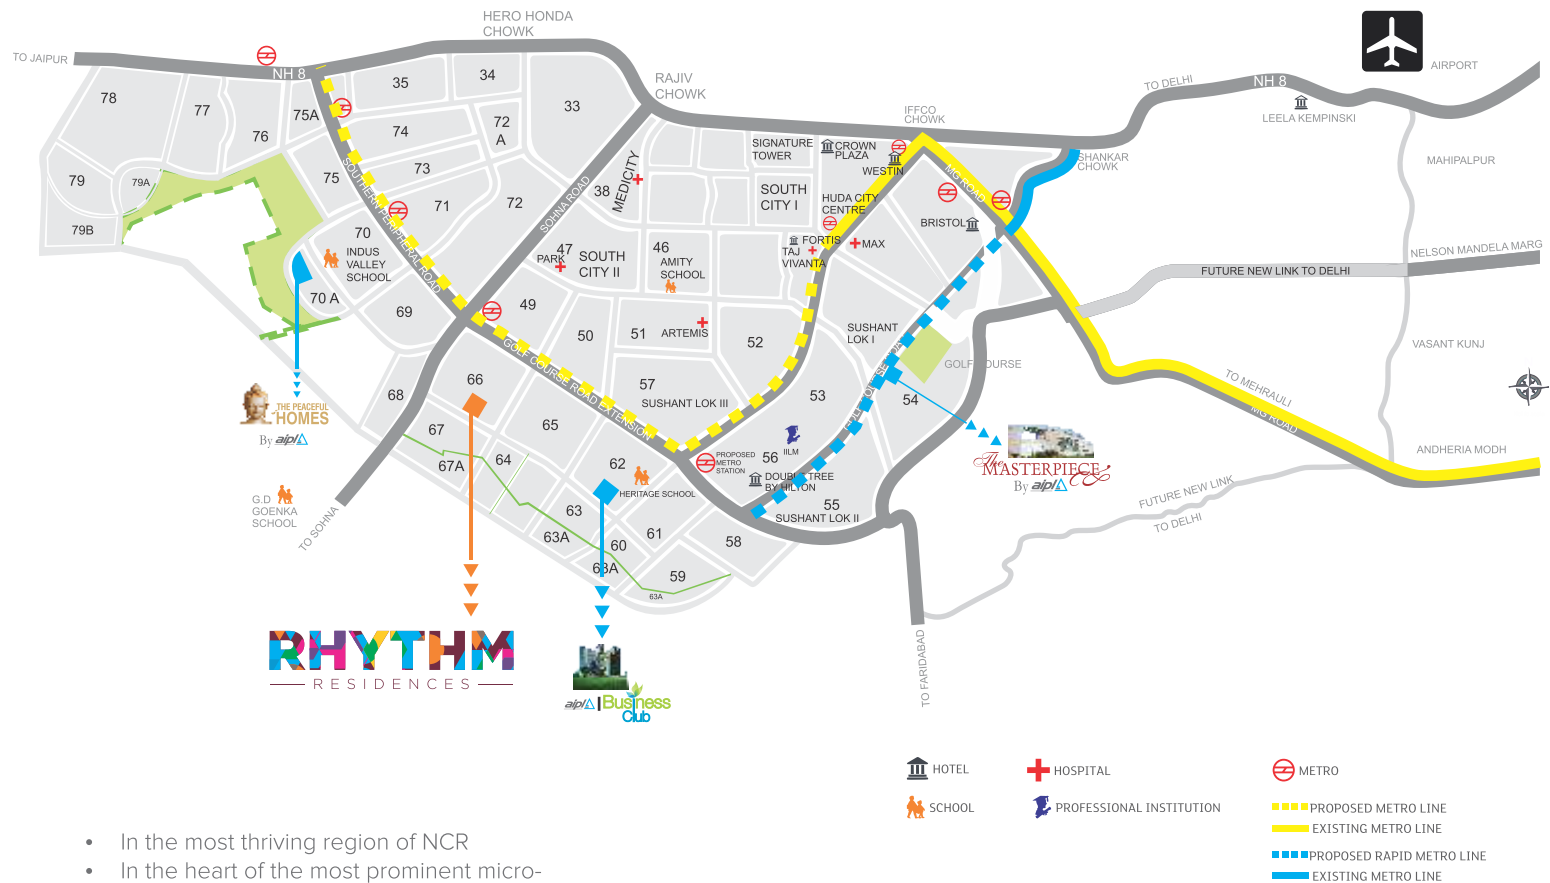 HERO HONDA
CHOWK
TO JAIPUR
NH 8
RAJIV
CHOWK
IFFCO
CHOWK
TO DELHI
NH 8
AIRPORT
LEELA KEMPINSKI
SHANKAR
CHOWK
MAHIPALPUR
78
77
76
75A
35
34
33
74
72
A
73
79
79A
79B
75
71
72
70
INDUS
VALLEY
SCHOOL
70 A
69
SOUTHERN PERIPHERAL ROAD
SOHNA ROAD
38
MEDICITY
SIGNATURE
TOWER
CROWN
PLAZA
WESTIN
SOUTH
CITY I
HUDA CITY
CENTRE
MG ROAD
BRISTOL
FORTIS
MAX
TAJ
VIVANTA
47
PARK
SOUTH
CITY II
46
AMITY
SCHOOL
NELSON MANDELA MARG
FUTURE NEW LINK TO DELHI
49
50
51
ARTEMIS
52
SUSHANT
LOK I
GOLF COURSE
VASANT KUNJ
GOLF COURSE ROAD EXTENSION
57
SUSHANT LOK III
53
54
TO MEHRAULI
MG ROAD
68
66
67
67A
65
64
62
HERITAGE SCHOOL
PROPOSED
METRO
STATION
IILM
56
DOUBLE TREE
BY HILTON
55
SUSHANT LOK II
ANDHERIA MODH
THE PEACEFUL
HOMES
By aipl
G.D
GOENKA
SCHOOL
TO SOHNA
The
MASTERPIECE
By aipl
FUTURE NEW LINK
TO DELHI
63
63A
60
61
63A
58
59
63A
TO FARIDABAD
RHYTHM
RESIDENCES
aipl | Business
Club
HOTEL
HOSPITAL
METRO
SCHOOL
PROFESSIONAL INSTITUTION
PROPOSED METRO LINE
EXISTING METRO LINE
PROPOSED RAPID METRO LINE
EXISTING METRO LINE
• In the most thriving region of NCR
• In the heart of the most prominent micro-